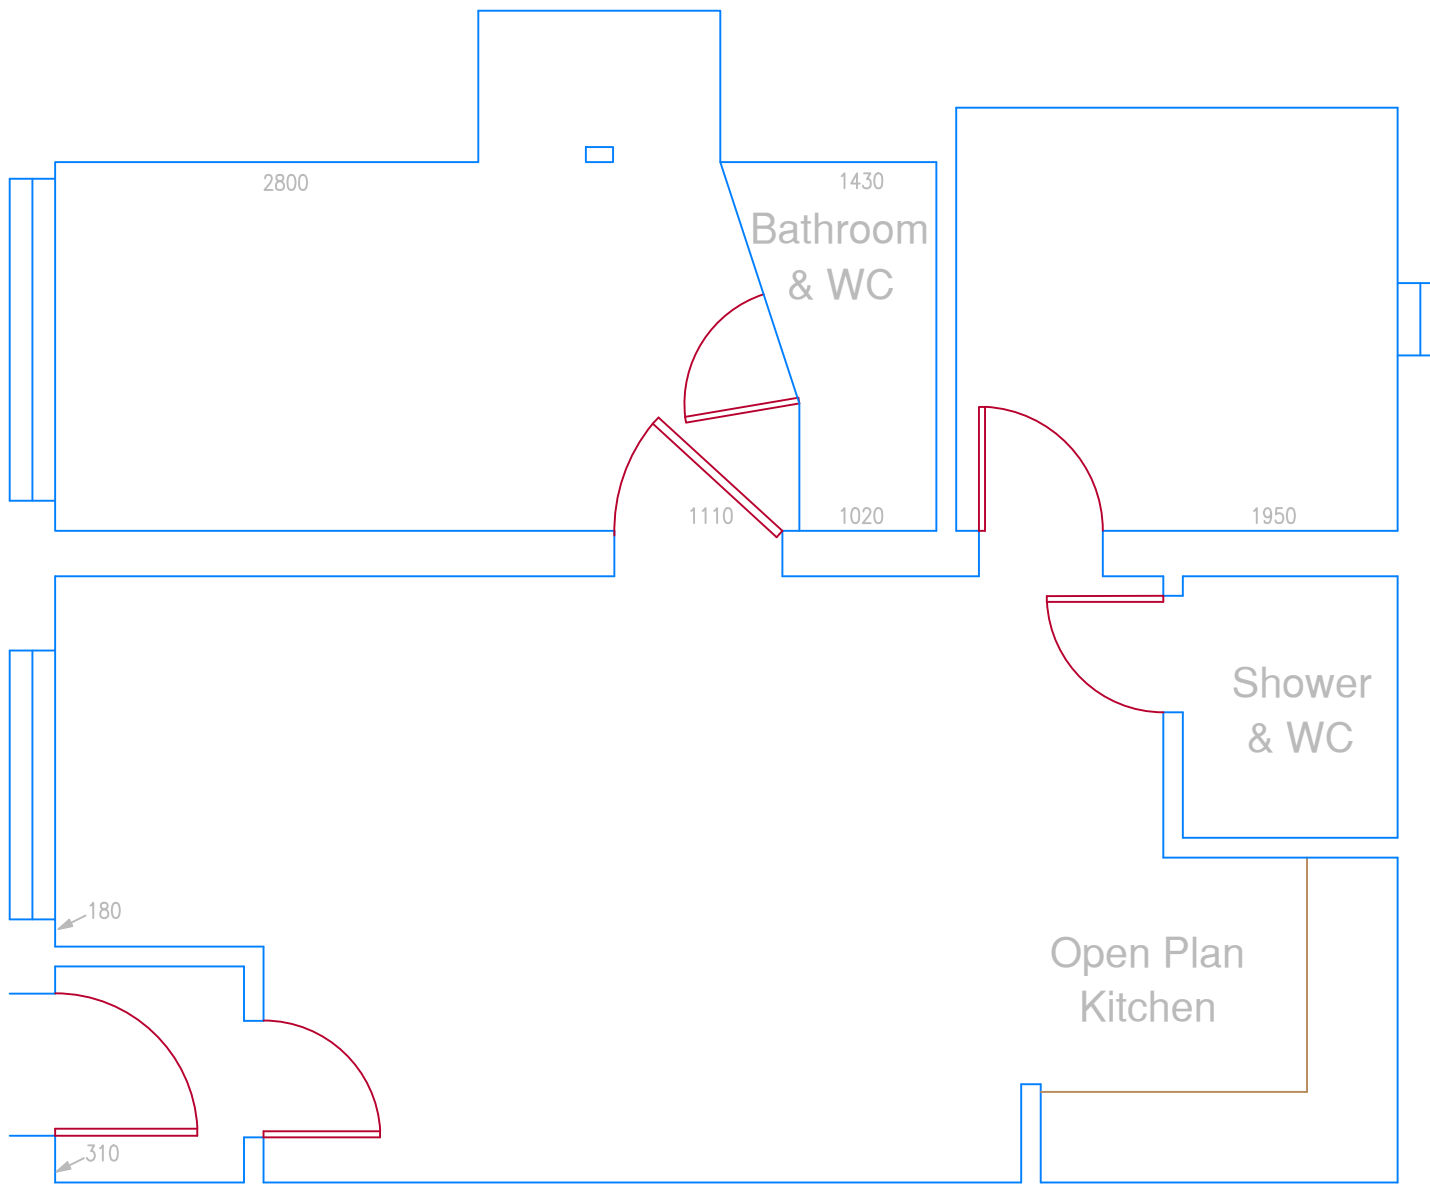 2800
1430
Bathroom
& WC
1110
1020
1950
Shower
& WC
180
Open Plan
Kitchen
310